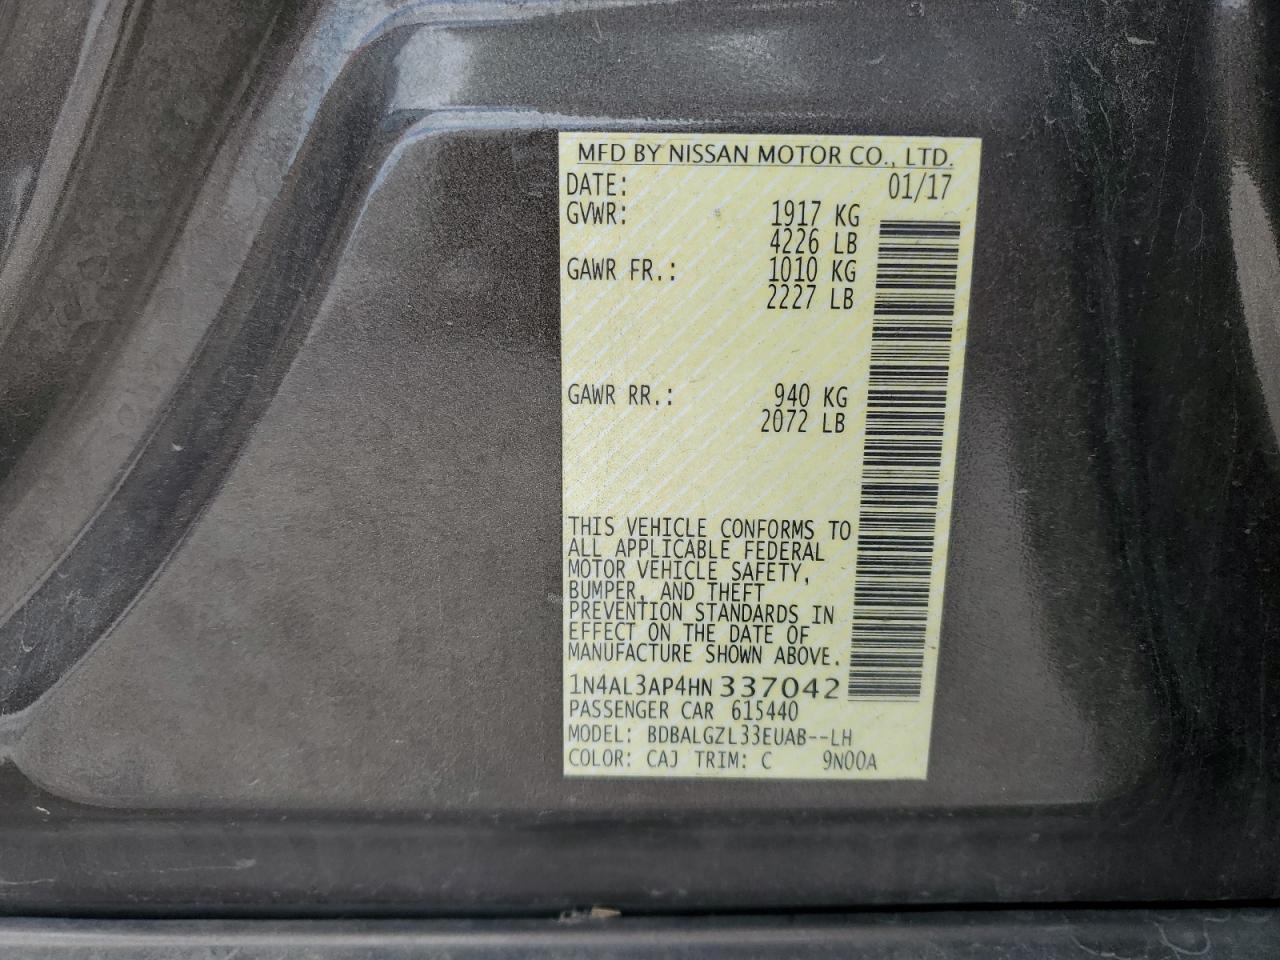 MFD BY NISSAN MOTOR CO., LTD.
DATE: 01/17
GVWR: 1917 KG
4226 LB
GAWR FR.: 1010 KG
2227 LB
GAWR RR.: 940 KG
2072 LB
THIS VEHICLE CONFORMS TO
ALL APPLICABLE FEDERAL
MOTOR VEHICLE SAFETY,
BUMPER, AND THEFT
PREVENTION STANDARDS IN
EFFECT ON THE DATE OF
MANUFACTURE SHOWN ABOVE.
1N4AL3AP4HN337042
PASSENGER CAR 615440
MODEL: BDBALGZL33EUAB--LH
COLOR: CAJ TRIM: C 9N00A